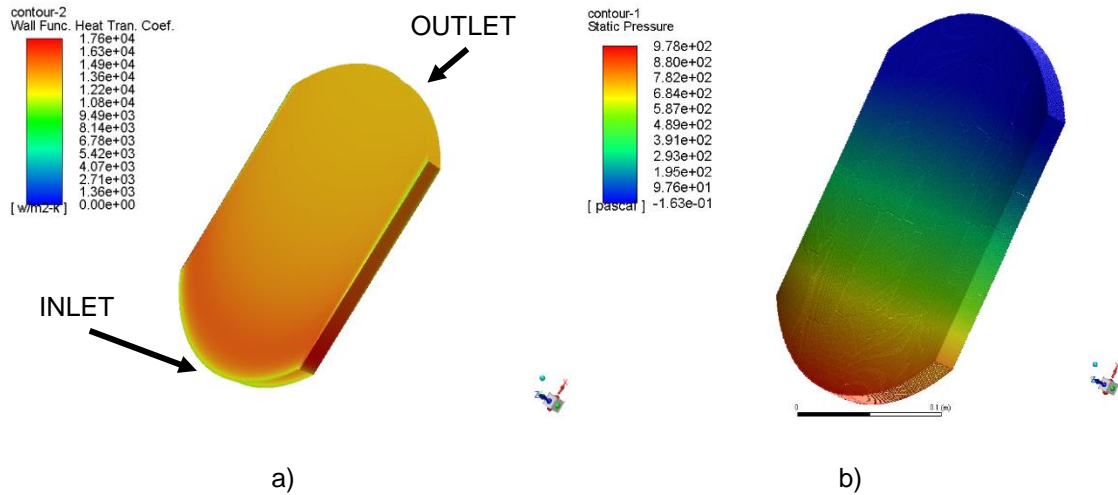 contour-2
Wall Func. Heat Tran. Coef.
1.76e+04
1.63e+04
1.49e+04
1.36e+04
1.22e+04
1.08e+04
9.49e+03
8.14e+03
6.78e+03
5.42e+03
4.07e+03
2.71e+03
1.36e+03
0.00e+00
[ w/m2-k ]
OUTLET
INLET
a)
contour-1
Static Pressure
9.78e+02
8.80e+02
7.82e+02
6.84e+02
5.87e+02
4.89e+02
3.91e+02
2.93e+02
1.95e+02
9.76e+01
-1.63e-01
[ pascal ]
0
0.1 (m)
b)